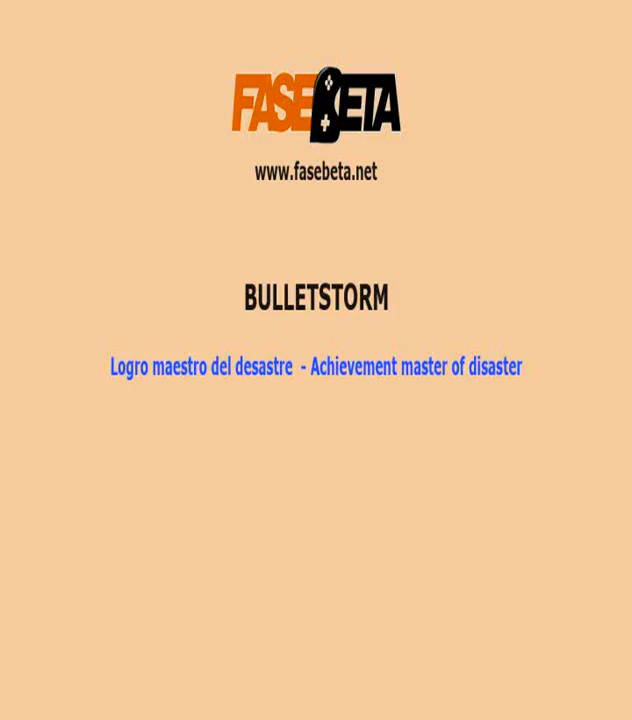 FASEBETA
www.fasebeta.net
BULLETSTORM
Logro maestro del desastre - Achievement master of disaster